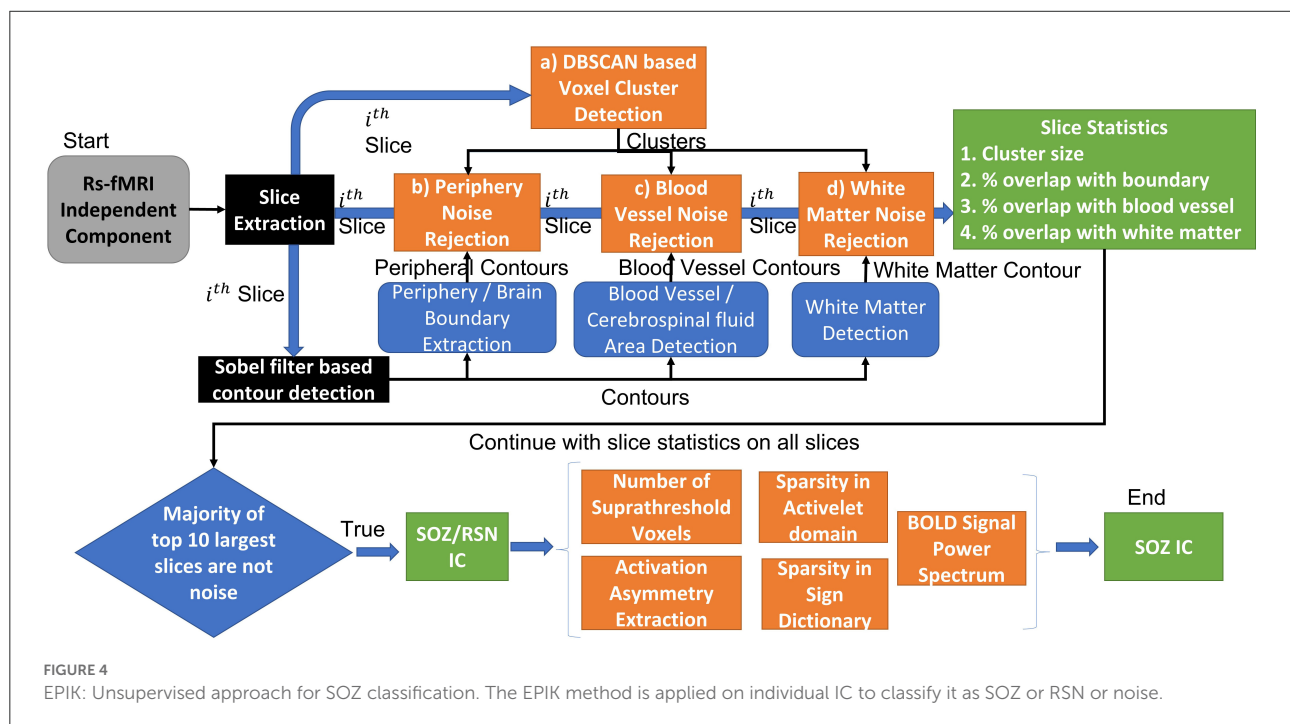 a) DBSCAN based
Voxel Cluster
Detection
𝑖𝑡ℎ
Slice
Clusters
Start
Rs-fMRI
Independent
Component
Slice
Extraction
𝑖𝑡ℎ
Slice
b) Periphery
Noise
Rejection
𝑖𝑡ℎ
Slice
c) Blood
Vessel Noise
Rejection
𝑖𝑡ℎ
Slice
d) White
Matter Noise
Rejection
Slice Statistics
1. Cluster size
2. % overlap with boundary
3. % overlap with blood vessel
4. % overlap with white matter
𝑖𝑡ℎ Slice
Peripheral Contours
Blood Vessel Contours
White Matter Contour
Periphery / Brain
Boundary
Extraction
Blood Vessel /
Cerebrospinal fluid
Area Detection
White Matter
Detection
Sobel filter based
contour detection
Contours
Continue with slice statistics on all slices
Majority of
top 10 largest
slices are not
noise
True
SOZ/RSN
IC
Number of
Suprathreshold
Voxels
Sparsity in
Activelet
domain
Activation
Asymmetry
Extraction
Sparsity in
Sign
Dictionary
BOLD Signal
Power
Spectrum
End
SOZ IC
FIGURE 4
EPIK: Unsupervised approach for SOZ classification. The EPIK method is applied on individual IC to classify it as SOZ or RSN or noise.